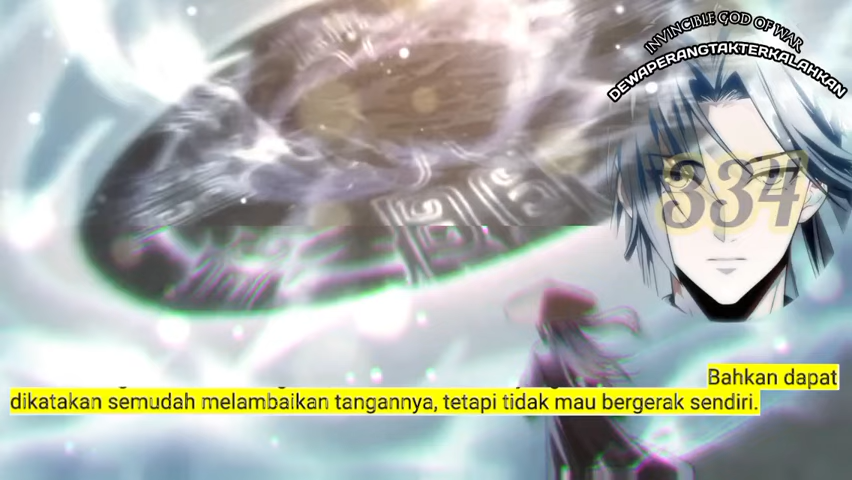 INVINCIBLE GOD OF WAR
DEWAPERANGTAKTERKALAHKAN
334
Bahkan dapat
dikatakan semudah melambaikan tangannya, tetapi tidak mau bergerak sendiri.